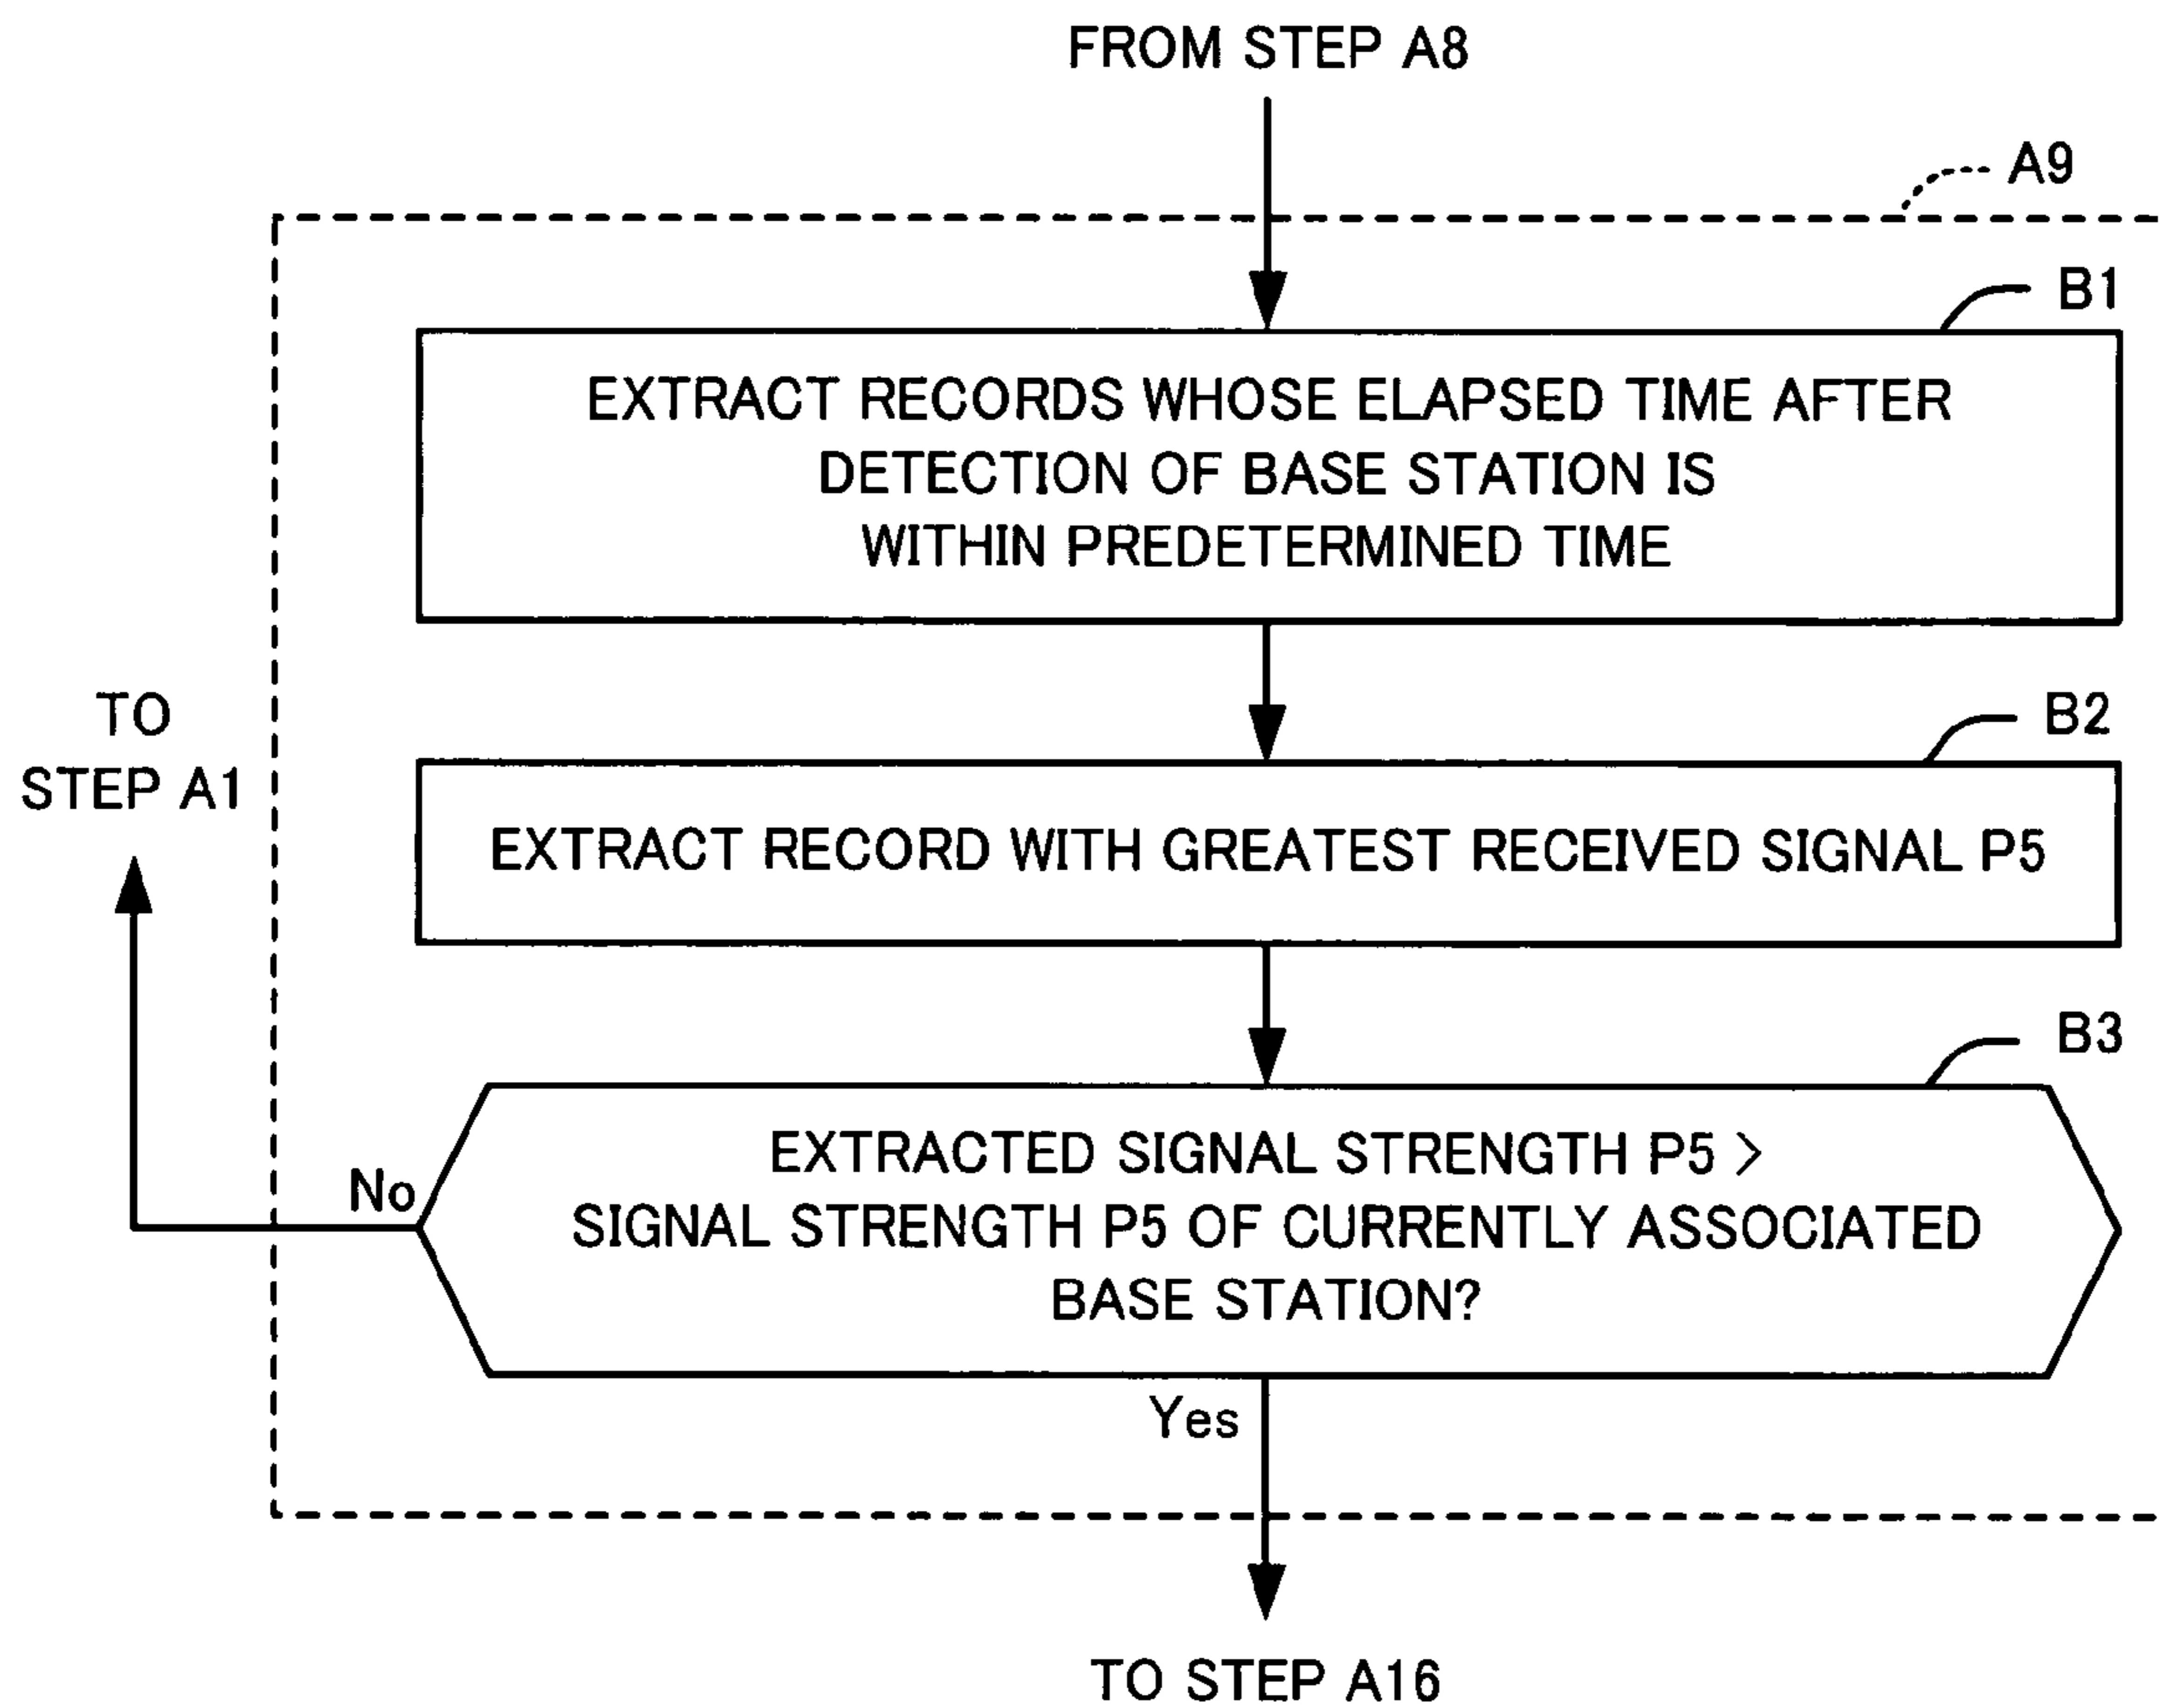 FROM STEP A8
A9
B1
EXTRACT RECORDS WHOSE ELAPSED TIME AFTER
DETECTION OF BASE STATION IS
WITHIN PREDETERMINED TIME
TO
STEP A1
B2
EXTRACT RECORD WITH GREATEST RECEIVED SIGNAL P5
B3
EXTRACTED SIGNAL STRENGTH P5 >
SIGNAL STRENGTH P5 OF CURRENTLY ASSOCIATED
BASE STATION?
No
Yes
TO STEP A16